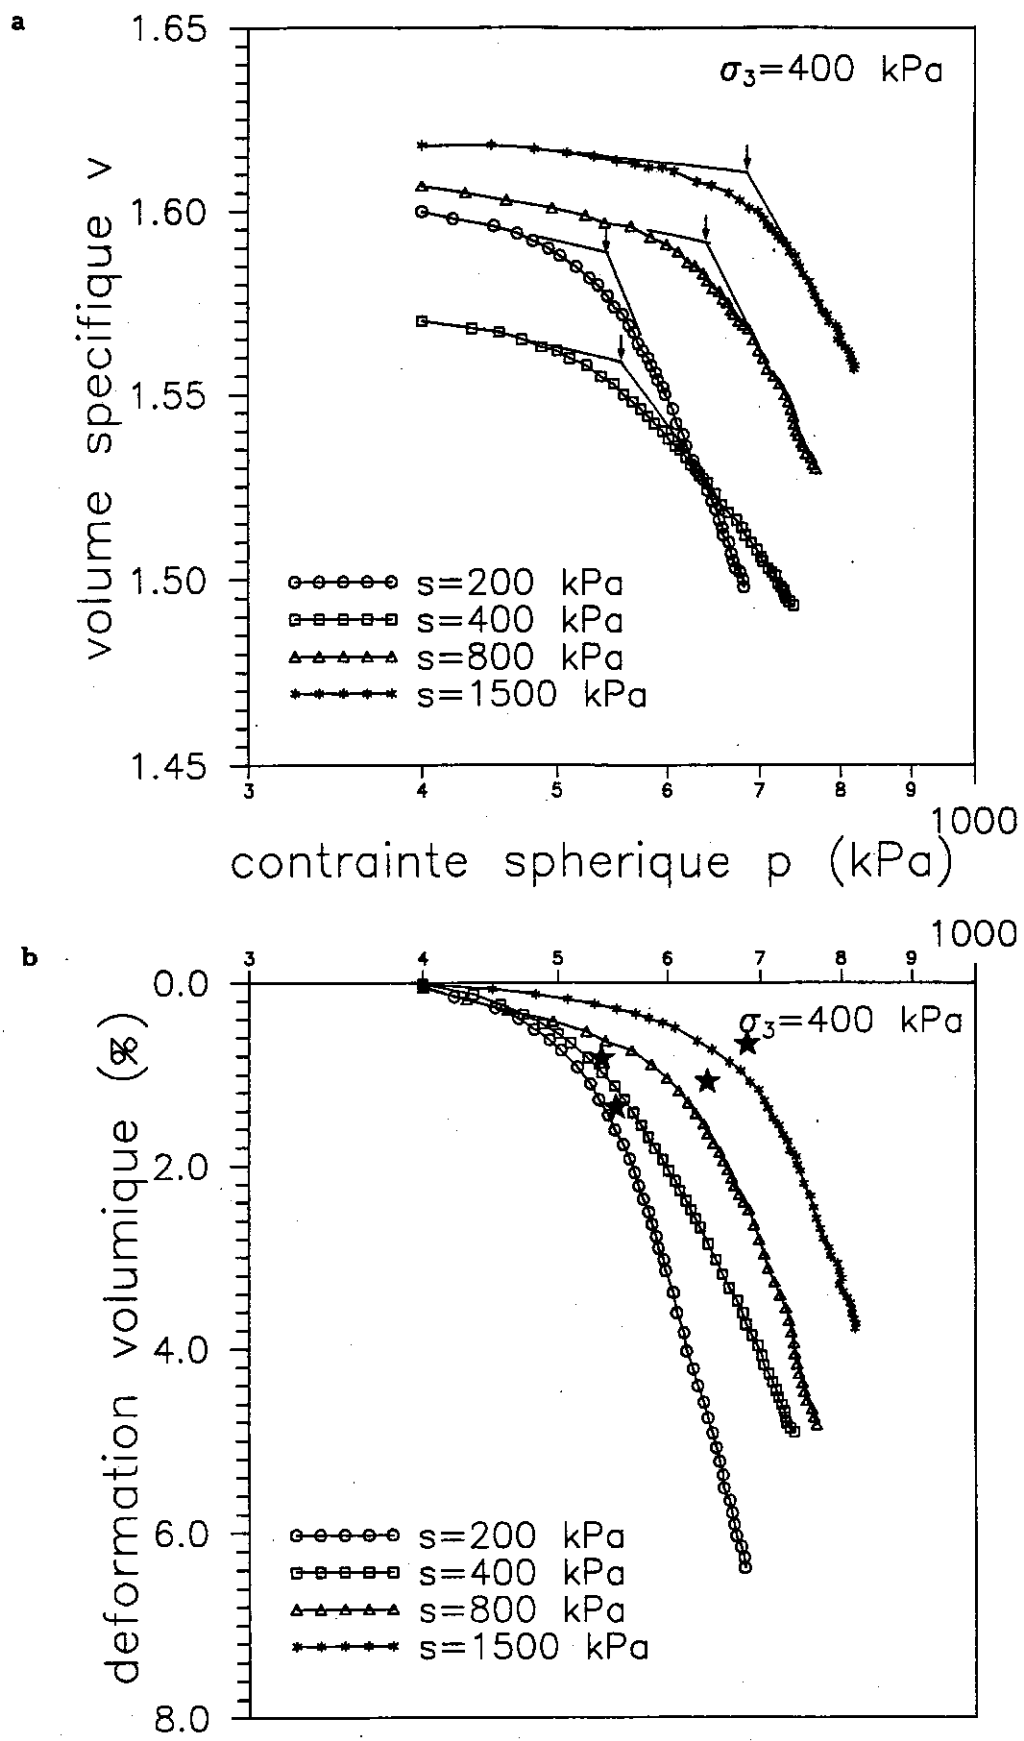 a
1.65
σ3=400 kPa
1.60
1.55
1.50
1.45
volume specifique v
s=200 kPa
s=400 kPa
s=800 kPa
s=1500 kPa
3 4 5 6 7 8 9
1000
contrainte spherique p (kPa)
1000
b
3 4 5 6 7 8 9
0.0
σ3=400 kPa
2.0
4.0
6.0
8.0
deformation volumique (%)
s=200 kPa
s=400 kPa
s=800 kPa
s=1500 kPa